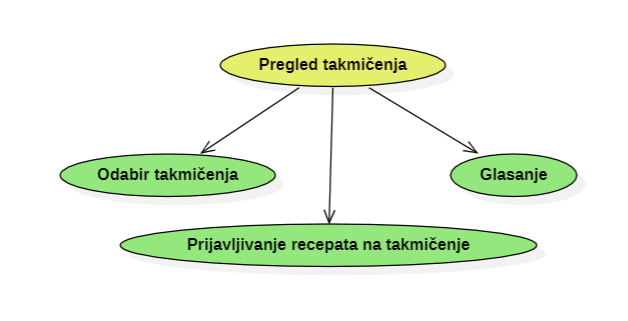 Pregled takmičenja
Odabir takmičenja
Glasanje
Prijavljivanje recepata na takmičenje